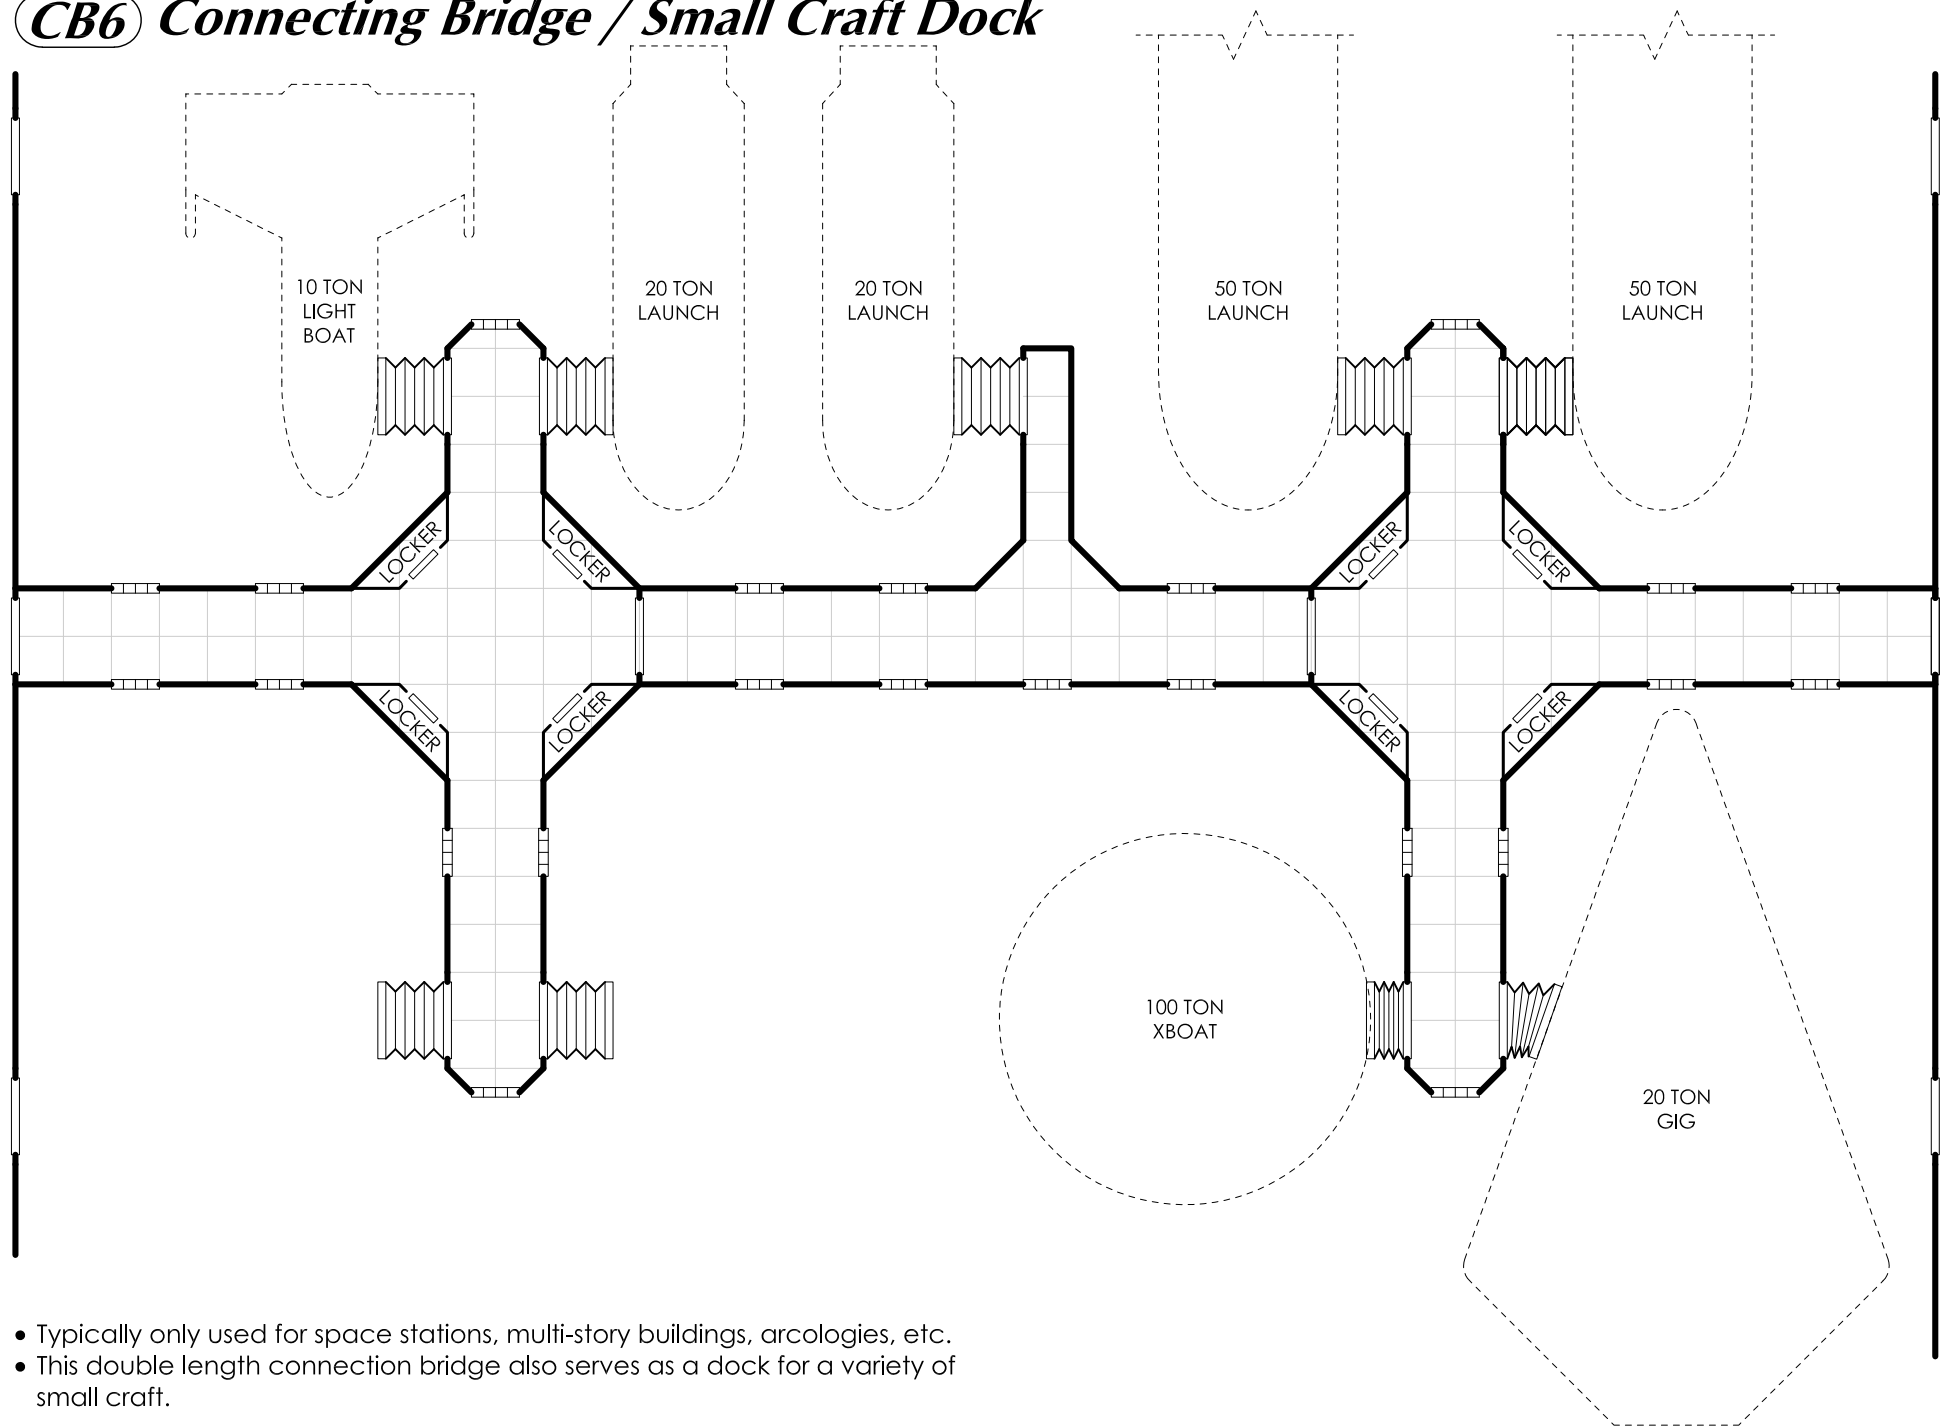 CB6 Connecting Bridge / Small Craft Dock
10 TON
LIGHT
BOAT
20 TON
LAUNCH
20 TON
LAUNCH
50 TON
LAUNCH
50 TON
LAUNCH
LOCKER
LOCKER
LOCKER
LOCKER
LOCKER
LOCKER
LOCKER
LOCKER
100 TON
XBOAT
20 TON
GIG
• Typically only used for space stations, multi-story buildings, arcologies, etc.
• This double length connection bridge also serves as a dock for a variety of
small craft.